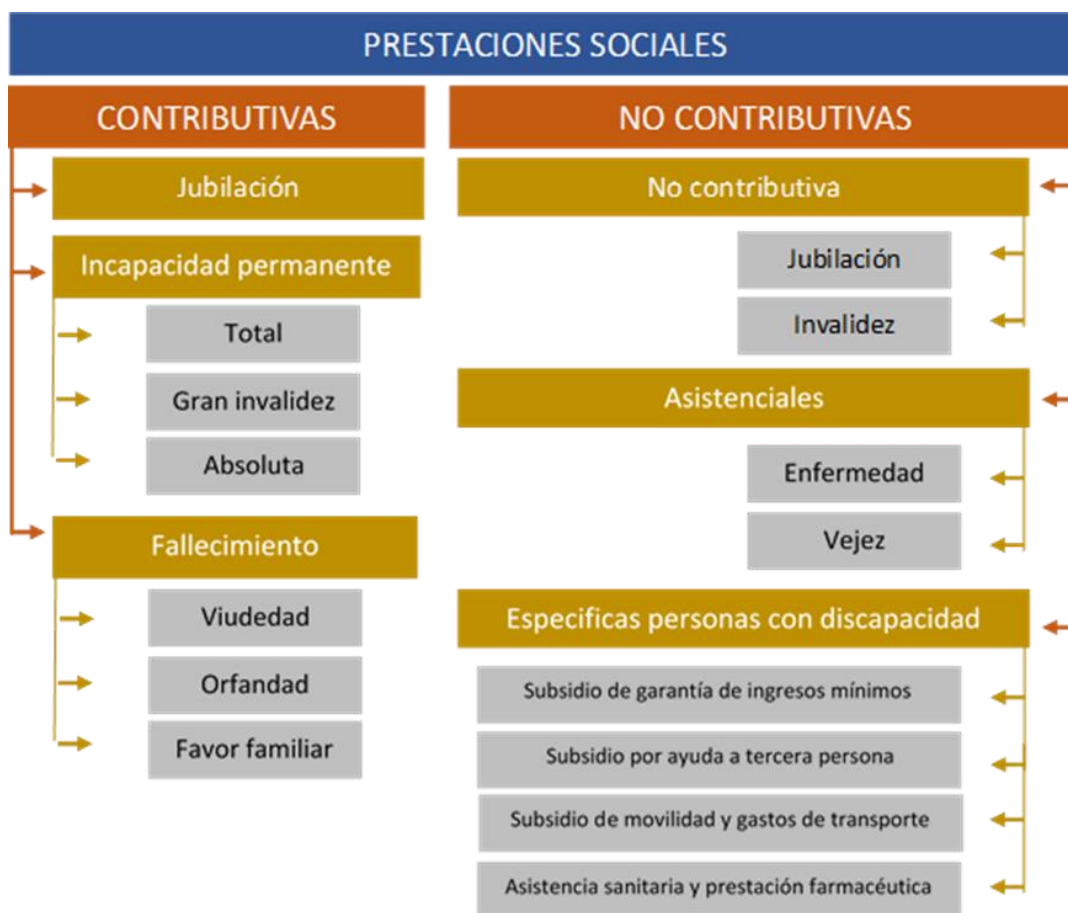 PRESTACIONES SOCIALES
CONTRIBUTIVAS
Jubilación
Incapacidad permanente
Total
Gran invalidez
Absoluta
Fallecimiento
Viudedad
Orfandad
Favor familiar
NO CONTRIBUTIVAS
No contributiva
Jubilación
Invalidez
Asistenciales
Enfermedad
Vejez
Especificas personas con discapacidad
Subsidio de garantía de ingresos mínimos
Subsidio por ayuda a tercera persona
Subsidio de movilidad y gastos de transporte
Asistencia sanitaria y prestación farmacéutica